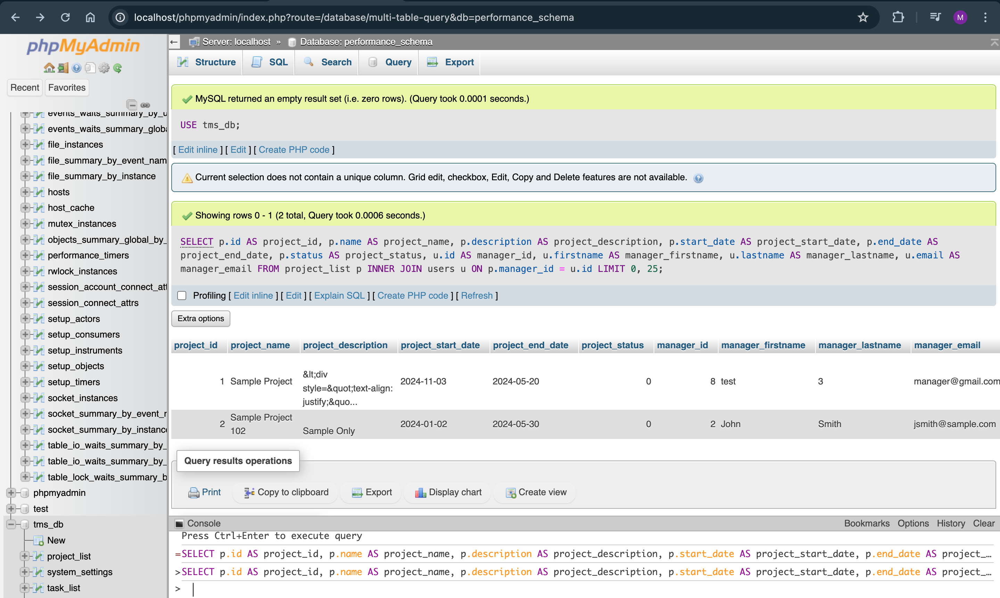 localhost/phpmyadmin/index.php?route=/database/multi-table-query&db=performance_schema
M
phpMyAdmin
Recent
Favorites
events_waits_summary_by_u
events_waits_summary_globa
file_instances
file_summary_by_event_nam
file_summary_by_instance
hosts
host_cache
mutex_instances
objects_summary_global_by_
performance_timers
rwlock_instances
session_account_connect_att
session_connect_attrs
setup_actors
setup_consumers
setup_instruments
setup_objects
setup_timers
socket_instances
socket_summary_by_event_r
socket_summary_by_instance
table_io_waits_summary_by_
table_io_waits_summary_by_
table_lock_waits_summary_b
phpmyadmin
test
tms_db
New
project_list
system_settings
task_list
Server: localhost » Database: performance_schema
Structure SQL Search Query Export
MySQL returned an empty result set (i.e. zero rows). (Query took 0.0001 seconds.)
USE tms_db;
[ Edit inline ] [ Edit ] [ Create PHP code ]
Current selection does not contain a unique column. Grid edit, checkbox, Edit, Copy and Delete features are not available.
Showing rows 0 - 1 (2 total, Query took 0.0006 seconds.)
SELECT p.id AS project_id, p.name AS project_name, p.description AS project_description, p.start_date AS project_start_date, p.end_date AS
project_end_date, p.status AS project_status, u.id AS manager_id, u.firstname AS manager_firstname, u.lastname AS manager_lastname, u.email AS
manager_email FROM project_list p INNER JOIN users u ON p.manager_id = u.id LIMIT 0, 25;
Profiling [ Edit inline ] [ Edit ] [ Explain SQL ] [ Create PHP code ] [ Refresh ]
Extra options
project_id project_name project_description project_start_date project_end_date project_status manager_id manager_firstname manager_lastname manager_email
1 Sample Project &lt;div style=&quot;text-align: justify;&quo... 2024-11-03 2024-05-20 0 8 test 3 manager@gmail.com
2 Sample Project 102 Sample Only 2024-01-02 2024-05-30 0 2 John Smith jsmith@sample.com
Query results operations
Print Copy to clipboard Export Display chart Create view
Console Bookmarks Options History Clear
Press Ctrl+Enter to execute query
=SELECT p.id AS project_id, p.name AS project_name, p.description AS project_description, p.start_date AS project_start_date, p.end_date AS project_…
>SELECT p.id AS project_id, p.name AS project_name, p.description AS project_description, p.start_date AS project_start_date, p.end_date AS project_…
>